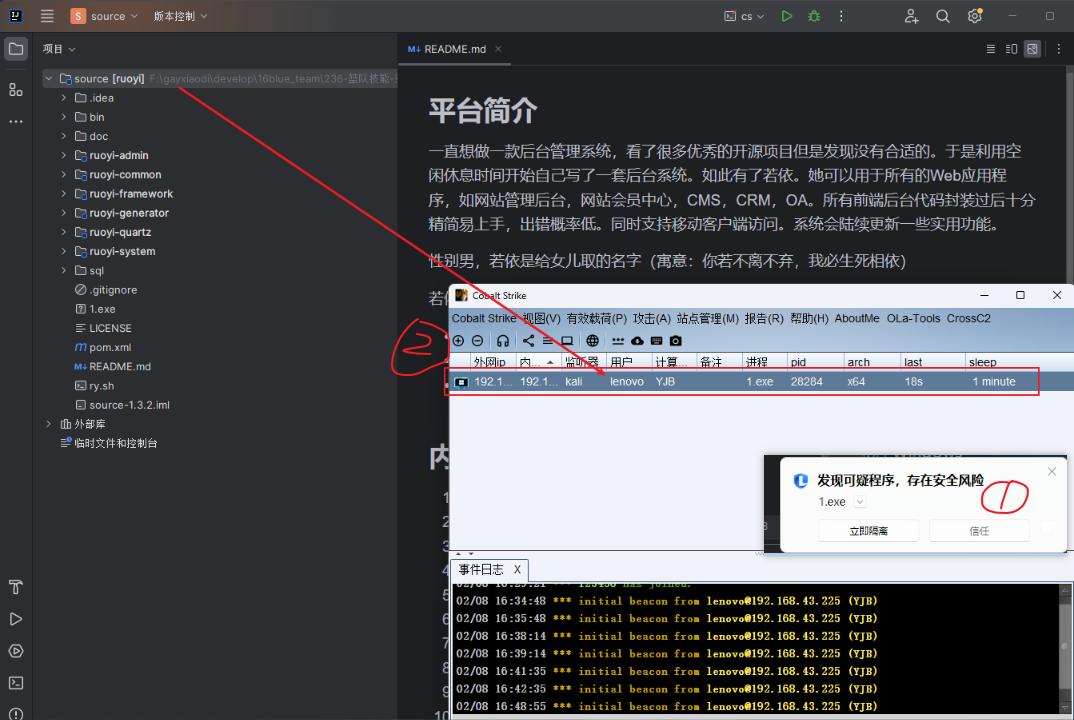 S source 版本控制 cs
项目
source [ruoyi] F:\gayxiaodi\develop\16blue_team\236-蓝队技能-
.idea
bin
doc
ruoyi-admin
ruoyi-common
ruoyi-framework
ruoyi-generator
ruoyi-quartz
ruoyi-system
sql
.gitignore
1.exe
LICENSE
pom.xml
README.md
ry.sh
source-1.3.2.iml
外部库
临时文件和控制台
README.md
平台简介
一直想做一款后台管理系统，看了很多优秀的开源项目但是发现没有合适的。于是利用空
闲休息时间开始自己写了一套后台系统。如此有了若依。她可以用于所有的Web应用程
序，如网站管理后台，网站会员中心，CMS，CRM，OA。所有前端后台代码封装过后十分
精简易上手，出错概率低。同时支持移动客户端访问。系统会陆续更新一些实用功能。
性别男，若依是给女儿取的名字（寓意：你若不离不弃，我必生死相依）
若依
内
10
2
Cobalt Strike
Cobalt Strike 视图(V) 有效载荷(P) 攻击(A) 站点管理(M) 报告(R) 帮助(H) AboutMe OLa-Tools CrossC2
外网ip 内... 监听器 用户 计算... 备注 进程 pid arch last sleep
192.1... 192.1... kali lenovo YJB 1.exe 28284 x64 18s 1 minute
发现可疑程序，存在安全风险
1
1.exe
立即隔离 信任
事件日志 X
02/08 16:29:21 *** 123456 has joined.
02/08 16:34:48 *** initial beacon from lenovo@192.168.43.225 (YJB)
02/08 16:35:48 *** initial beacon from lenovo@192.168.43.225 (YJB)
02/08 16:38:14 *** initial beacon from lenovo@192.168.43.225 (YJB)
02/08 16:39:14 *** initial beacon from lenovo@192.168.43.225 (YJB)
02/08 16:41:35 *** initial beacon from lenovo@192.168.43.225 (YJB)
02/08 16:42:35 *** initial beacon from lenovo@192.168.43.225 (YJB)
02/08 16:48:55 *** initial beacon from lenovo@192.168.43.225 (YJB)